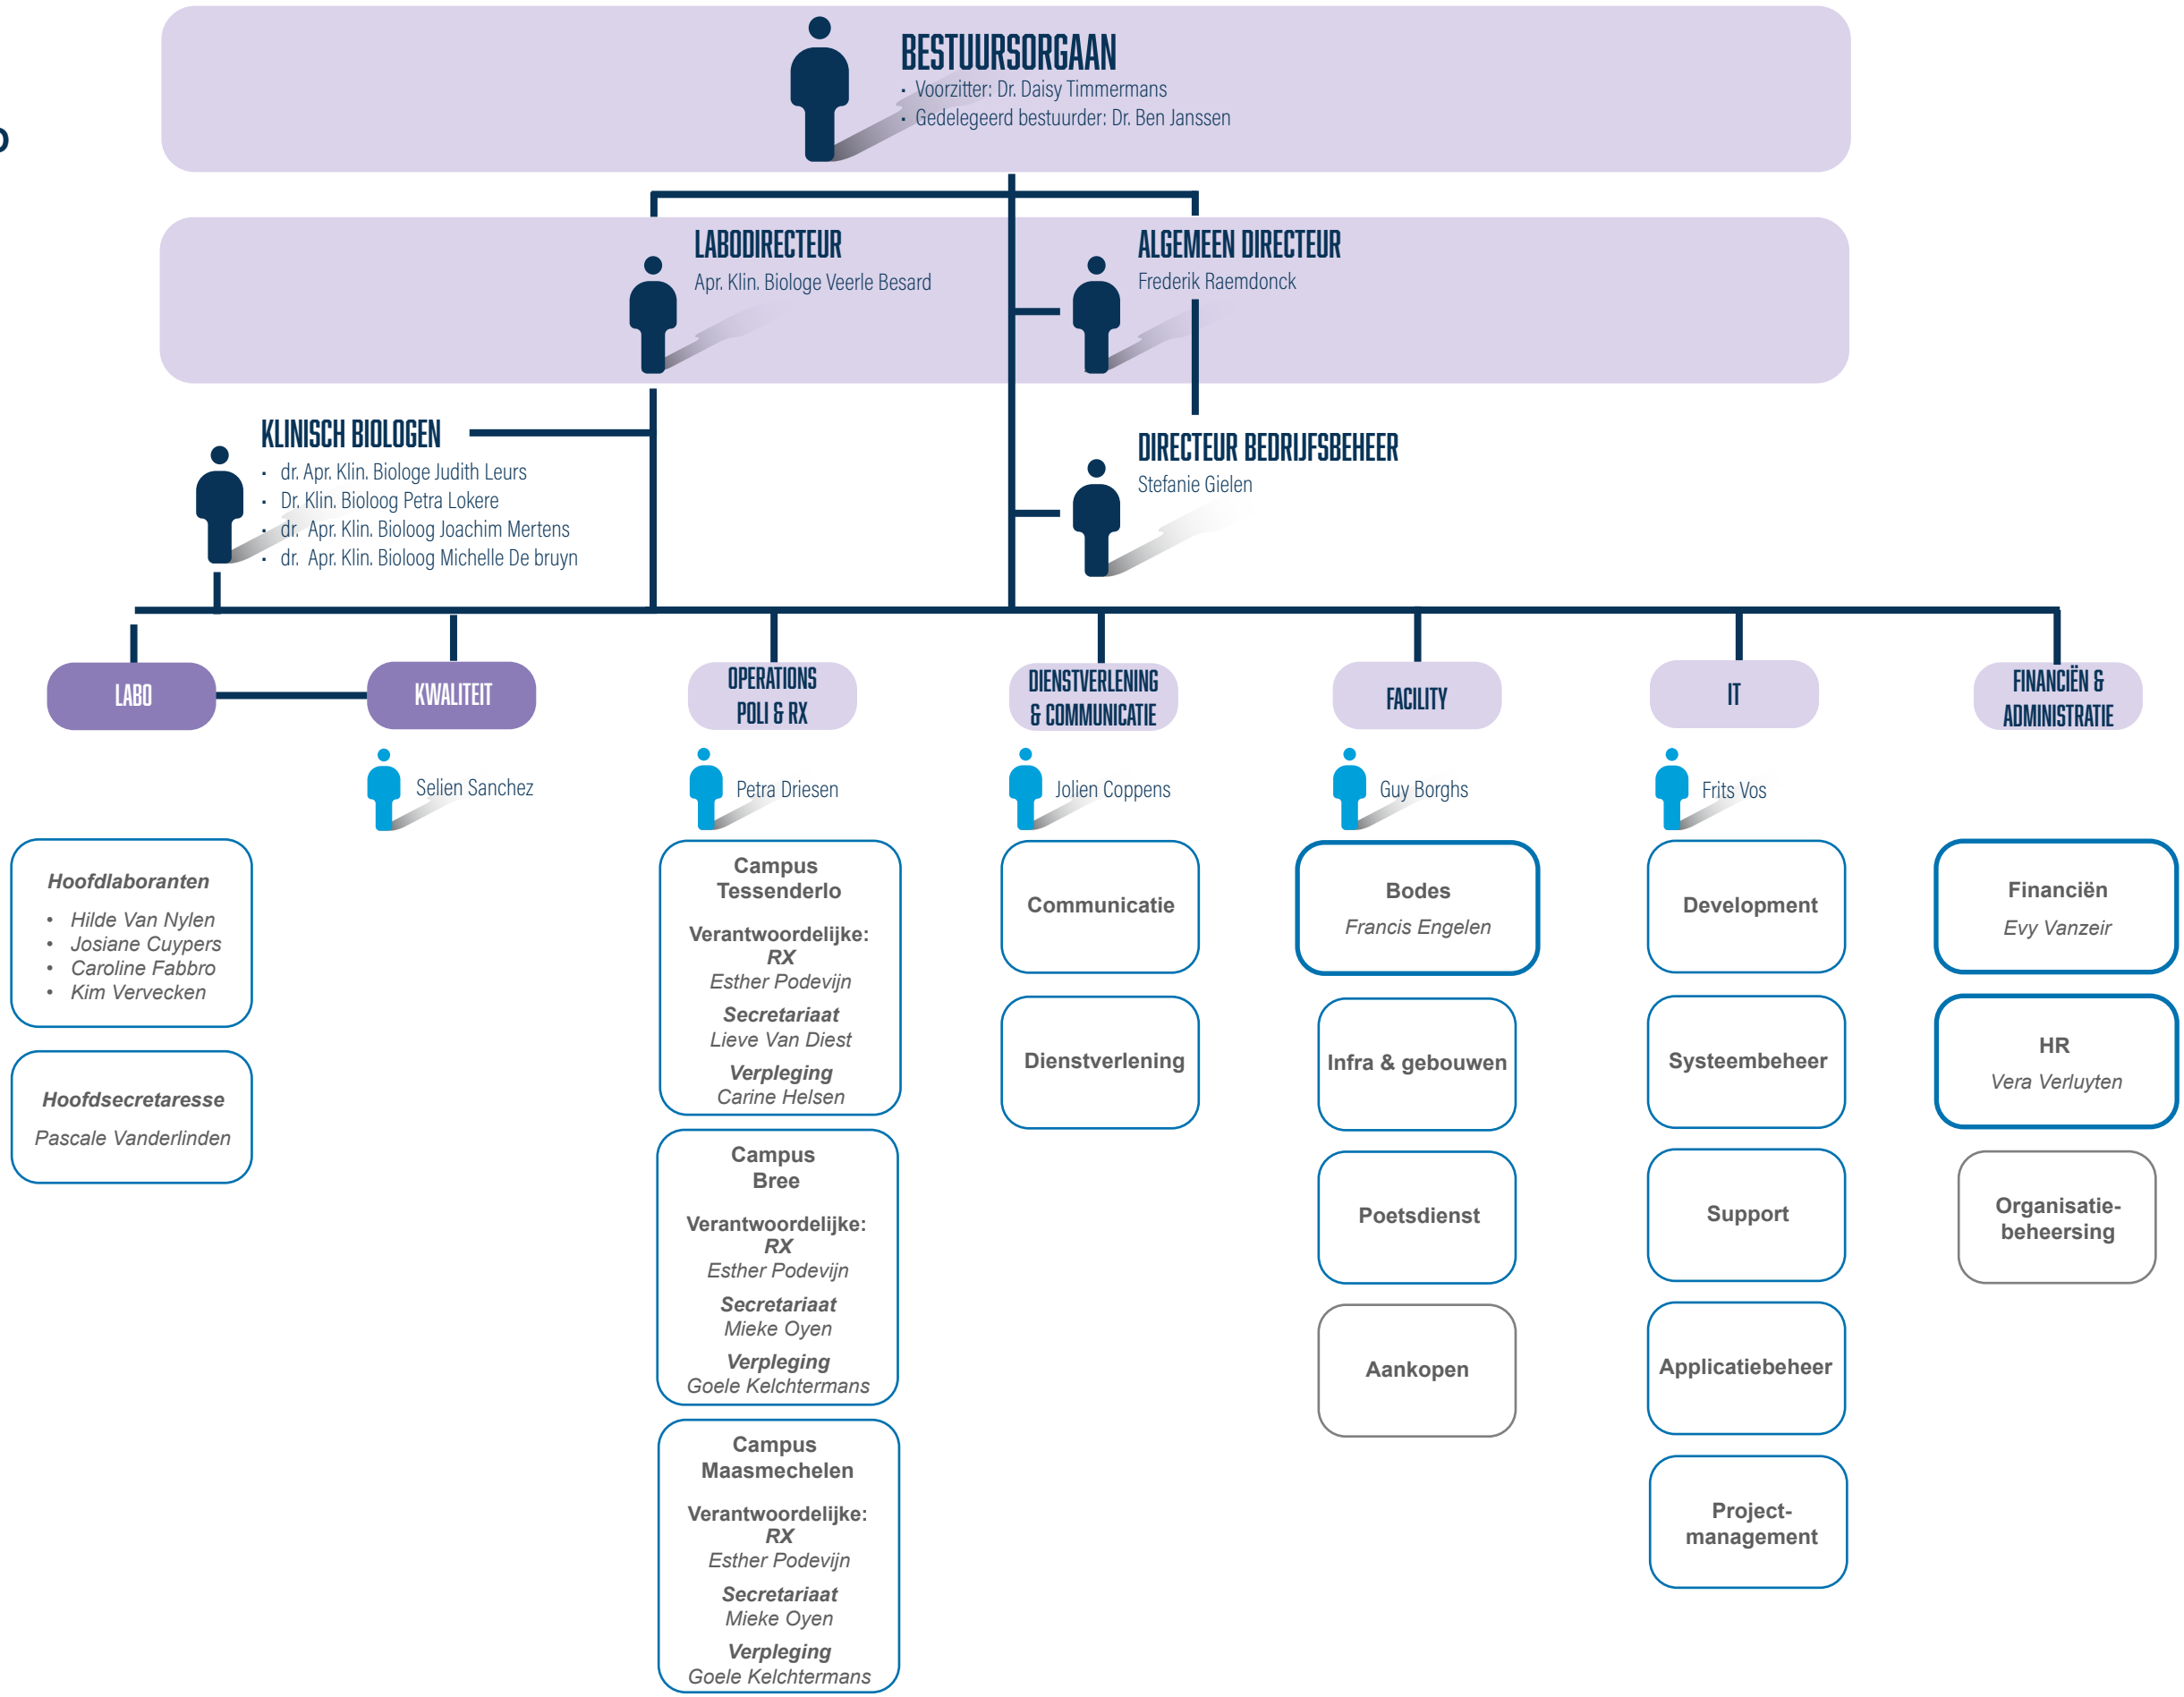 BESTUURSORGAAN
• Voorzitter: Dr. Daisy Timmermans
• Gedelegeerd bestuurder: Dr. Ben Janssen
LABODIRECTEUR
Apr. Klin. Biologe Veerle Besard
ALGEMEEN DIRECTEUR
Frederik Raemdonck
KLINISCH BIOLOGEN
• dr. Apr. Klin. Biologe Judith Leurs
• Dr. Klin. Bioloog Petra Lokere
• dr. Apr. Klin. Bioloog Joachim Mertens
• dr. Apr. Klin. Bioloog Michelle De bruyn
DIRECTEUR BEDRIJFSBEHEER
Stefanie Gielen
LABO
KWALITEIT
OPERATIONS
POLI & RX
DIENSTVERLENING
& COMMUNICATIE
FACILITY
IT
FINANCIËN &
ADMINISTRATIE
Selien Sanchez
Petra Driesen
Jolien Coppens
Guy Borghs
Frits Vos
Hoofdlaboranten
• Hilde Van Nylen
• Josiane Cuypers
• Caroline Fabbro
• Kim Vervecken
Hoofdsecretaresse
Pascale Vanderlinden
Campus
Tessenderlo
Verantwoordelijke:
RX
Esther Podevijn
Secretariaat
Lieve Van Diest
Verpleging
Carine Helsen
Campus
Bree
Verantwoordelijke:
RX
Esther Podevijn
Secretariaat
Mieke Oyen
Verpleging
Goele Kelchtermans
Campus
Maasmechelen
Verantwoordelijke:
RX
Esther Podevijn
Secretariaat
Mieke Oyen
Verpleging
Goele Kelchtermans
Communicatie
Dienstverlening
Bodes
Francis Engelen
Infra & gebouwen
Poetsdienst
Aankopen
Development
Systeembeheer
Support
Applicatiebeheer
Project-
management
Financiën
Evy Vanzeir
HR
Vera Verluyten
Organisatie-
beheersing